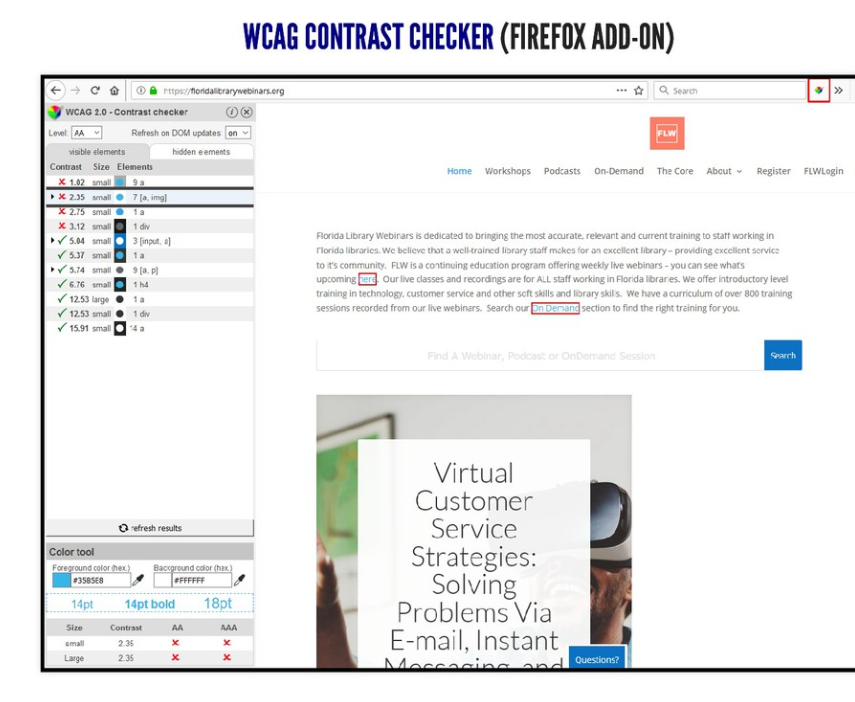 WCAG CONTRAST CHECKER (FIREFOX ADD-ON)
https://floridalibrarywebinars.org
Search
WCAG 2.0 - Contrast checker
Level: AA Refresh on DOM updates on
visible elements hidden elements
Contrast Size Elements
1.02 small 9 a
2.35 small 7 [a, img]
2.75 small 1 a
3.12 small 1 div
5.04 small 3 [input, a]
5.37 small 1 a
5.74 small 9 [a, p]
6.76 small 1 h4
12.53 large 1 a
12.53 small 1 div
15.91 small 14 a
refresh results
Color tool
Foreground color (hex.) Background color (hex.)
#35B5E8 #FFFFFF
14pt 14pt bold 18pt
Size Contrast AA AAA
small 2.35
Large 2.35
FLW
Home Workshops Podcasts On-Demand The Core About Register FLWLogin
Florida Library Webinars is dedicated to bringing the most accurate, relevant and current training to staff working in
Florida libraries. We believe that a well-trained library staff makes for an excellent library – providing excellent service
to it's community. FLW is a continuing education program offering weekly live webinars – you can see what's
upcoming here. Our live classes and recordings are for ALL staff working in Florida libraries. We offer introductory level
training in technology, customer service and other soft skills and library skills. We have a curriculum of over 800 training
sessions recorded from our live webinars. Search our On Demand section to find the right training for you.
Find A Webinar, Podcast or OnDemand Session
Search
Virtual
Customer
Service
Strategies:
Solving
Problems Via
E-mail, Instant
Messaging, and
Questions?